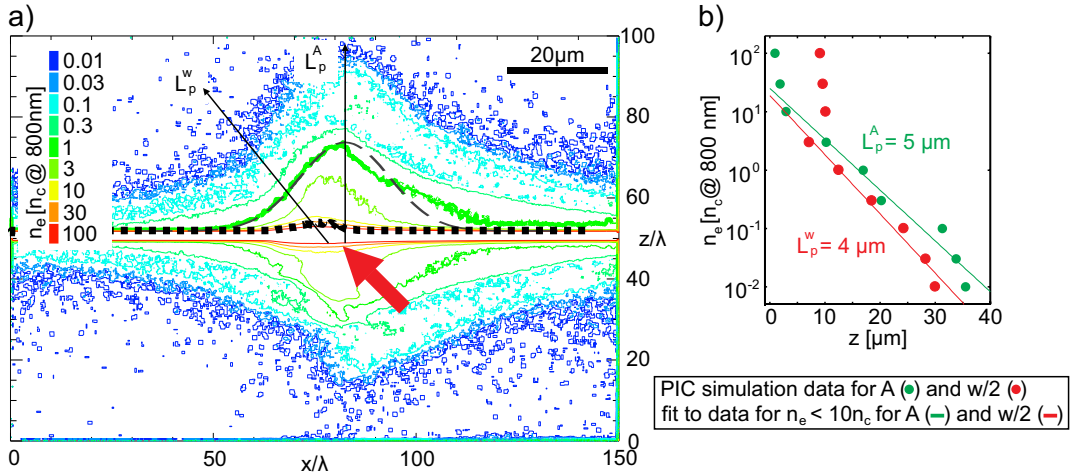 a)
b)
n_e [n_c @ 800nm]
0.01
0.03
0.1
0.3
1
3
10
30
100
L_p^w
L_p^A
20µm
100
80
60
z/λ
40
20
0
0
50
100
150
x/λ
n_e [n_c @ 800 nm]
10^2
10^1
10^0
10^-1
10^-2
L_p^A = 5 µm
L_p^w = 4 µm
0
10
20
30
40
z [µm]
PIC simulation data for A (●) and w/2 (●)
fit to data for n_e < 10n_c for A (–) and w/2 (–)